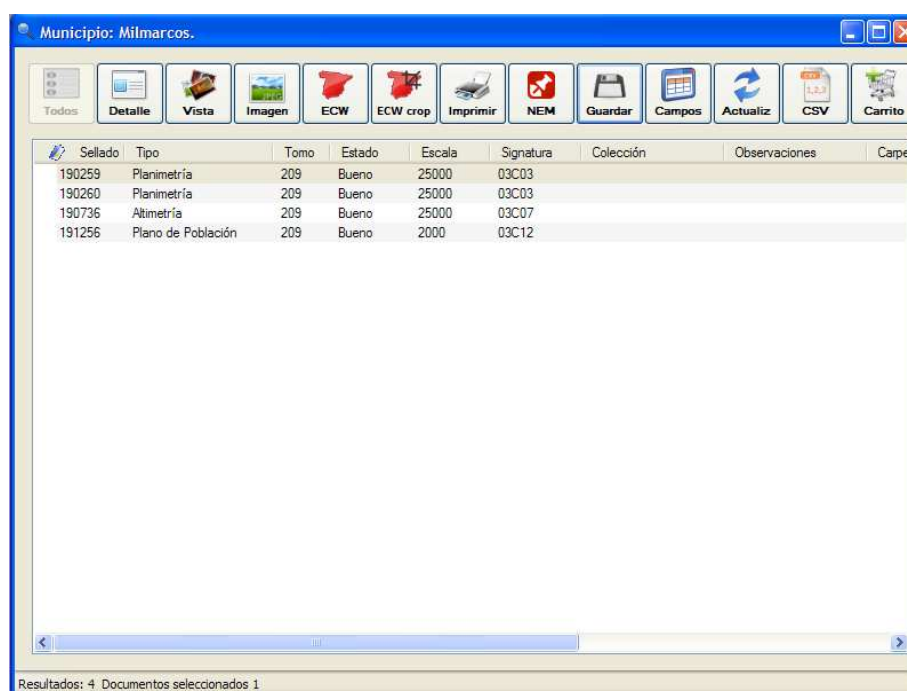 Municipio: Milmarcos.
Todos Detalle Vista Imagen ECW ECW crop Imprimir NEM Guardar Campos Actualiz CSV Carrito
Sellado Tipo Tomo Estado Escala Signatura Colección Observaciones Carpe
190259 Planimetría 209 Bueno 25000 03C03
190260 Planimetría 209 Bueno 25000 03C03
190736 Altimetría 209 Bueno 25000 03C07
191256 Plano de Población 209 Bueno 2000 03C12
Resultados: 4 Documentos seleccionados 1